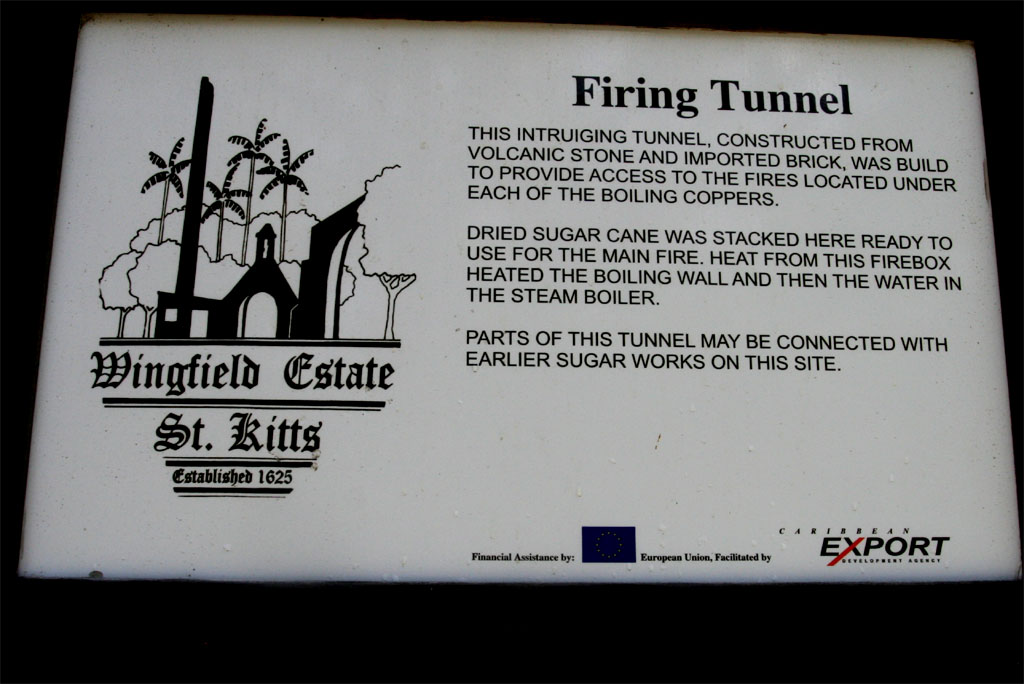 Firing Tunnel
THIS INTRUIGING TUNNEL, CONSTRUCTED FROM
VOLCANIC STONE AND IMPORTED BRICK, WAS BUILD
TO PROVIDE ACCESS TO THE FIRES LOCATED UNDER
EACH OF THE BOILING COPPERS.
DRIED SUGAR CANE WAS STACKED HERE READY TO
USE FOR THE MAIN FIRE. HEAT FROM THIS FIREBOX
HEATED THE BOILING WALL AND THEN THE WATER IN
THE STEAM BOILER.
PARTS OF THIS TUNNEL MAY BE CONNECTED WITH
EARLIER SUGAR WORKS ON THIS SITE.
Wingfield Estate
St. Kitts
Established 1625
Financial Assistance by: European Union, Facilitated by
CARIBBEAN
EXPORT
DEVELOPMENT AGENCY